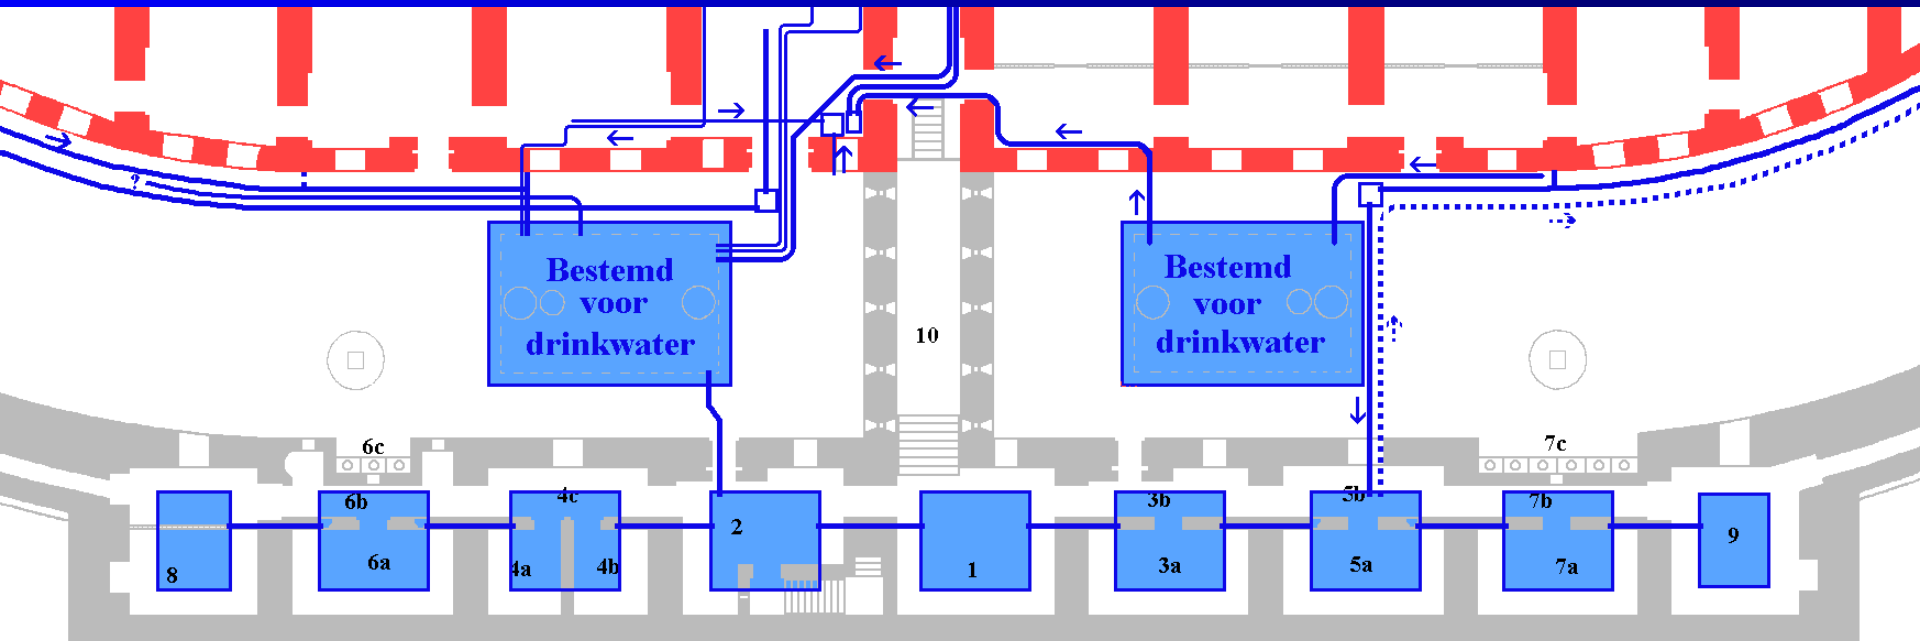 ?
Bestemd
voor
drinkwater
Bestemd
voor
drinkwater
10
6c
7c
6b
4c
3b
5b
7b
2
9
8
6a
4a
4b
1
3a
5a
7a